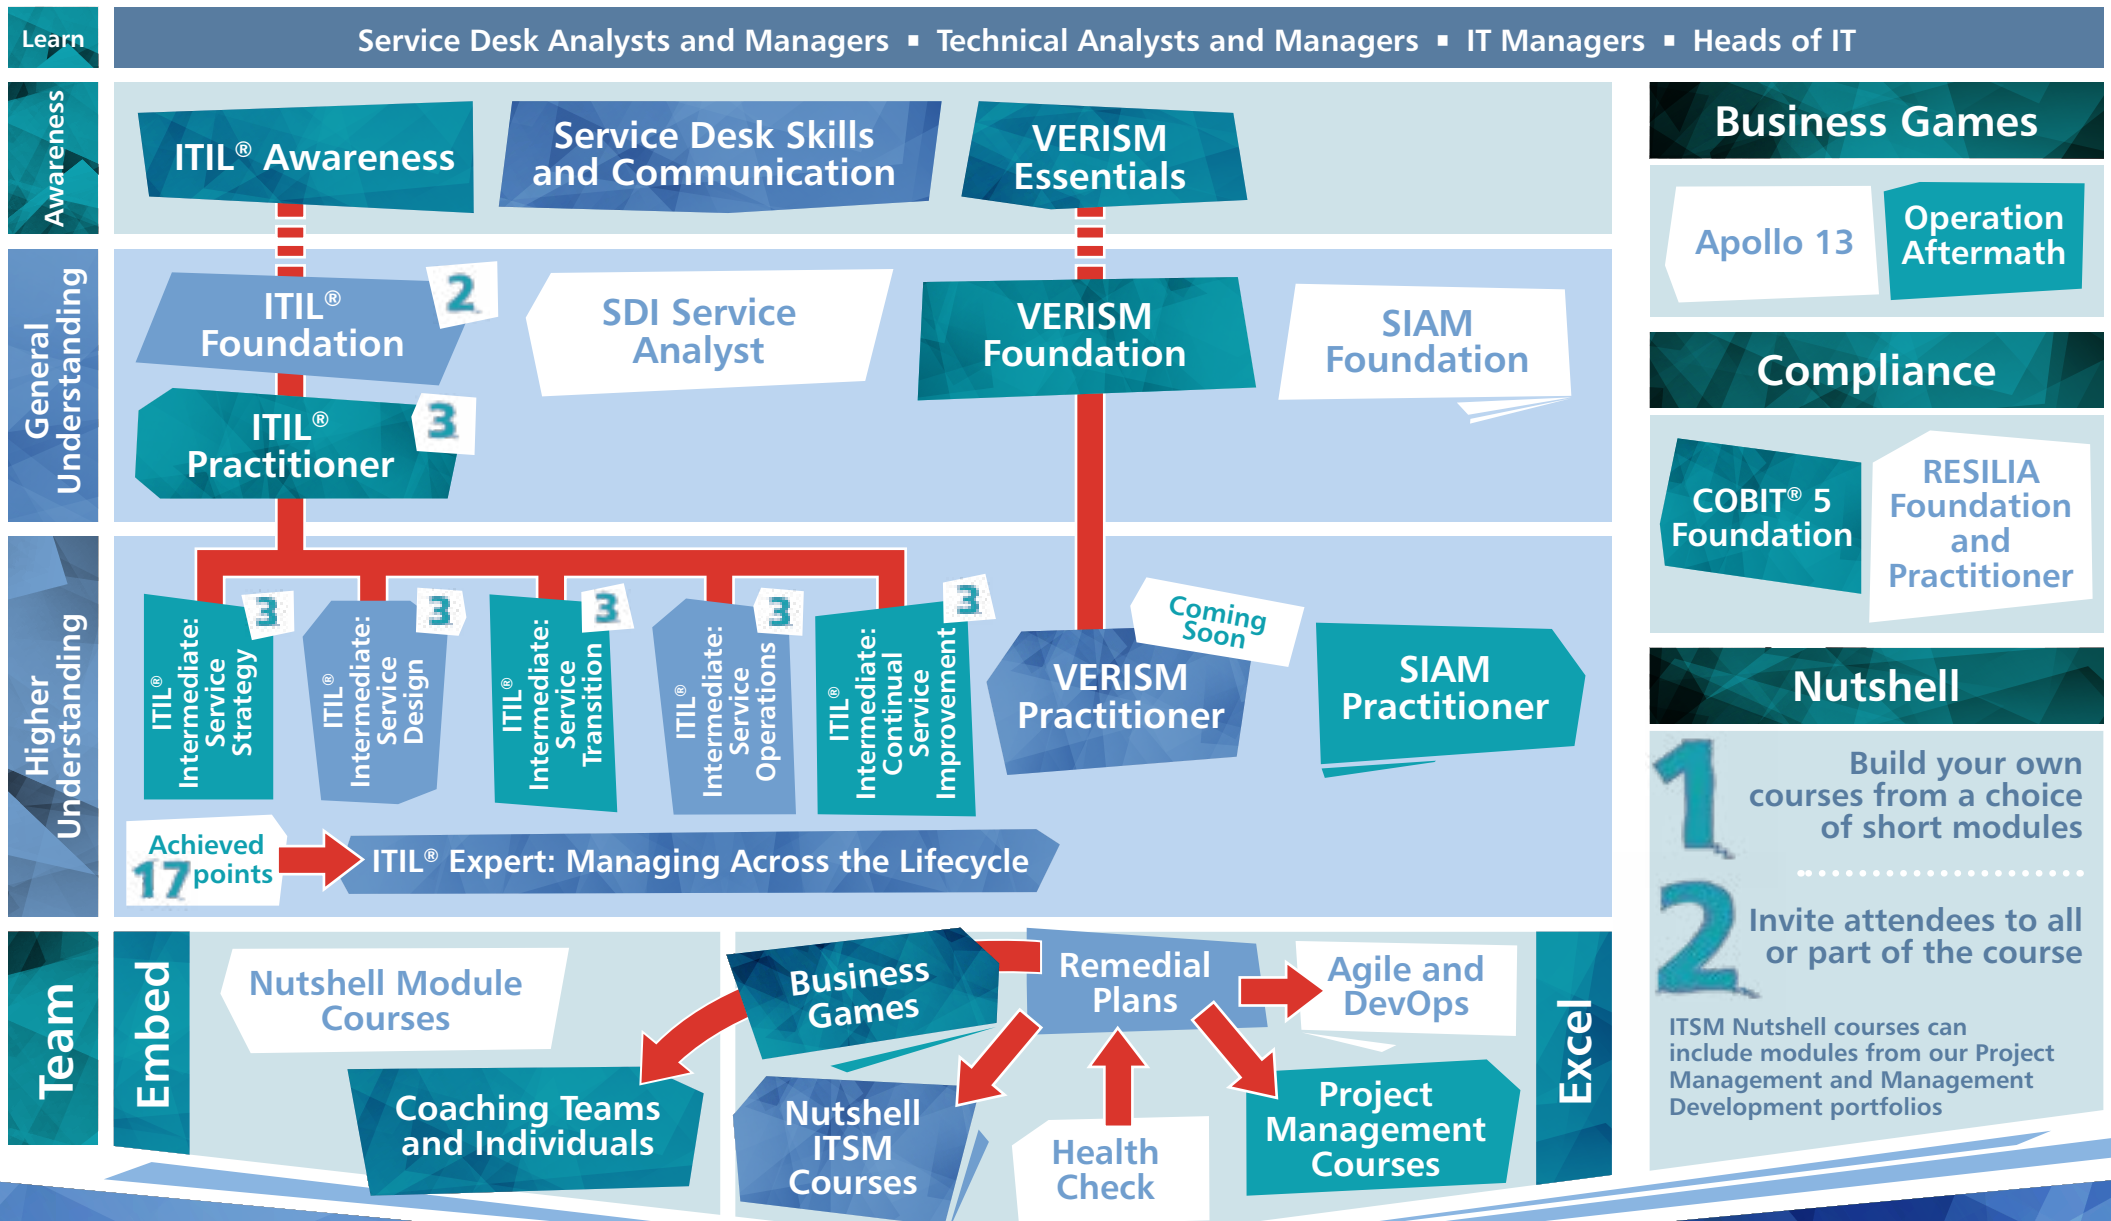 Learn
Service Desk Analysts and Managers ▪ Technical Analysts and Managers ▪ IT Managers ▪ Heads of IT
Awareness
ITIL® Awareness
Service Desk Skills
and Communication
VERISM
Essentials
General
Understanding
ITIL®
Foundation
2
SDI Service
Analyst
VERISM
Foundation
SIAM
Foundation
ITIL®
Practitioner
3
Higher
Understanding
ITIL®
Intermediate:
Service
Strategy
3
ITIL®
Intermediate:
Service
Design
3
ITIL®
Intermediate:
Service
Transition
3
ITIL®
Intermediate:
Service
Operations
3
ITIL®
Intermediate:
Continual
Service
Improvement
3
VERISM
Practitioner
Coming
Soon
SIAM
Practitioner
Achieved
17 points
ITIL® Expert: Managing Across the Lifecycle
Team
Embed
Nutshell Module
Courses
Coaching Teams
and Individuals
Business
Games
Remedial
Plans
Agile and
DevOps
Nutshell
ITSM
Courses
Health
Check
Project
Management
Courses
Excel
Business Games
Apollo 13
Operation
Aftermath
Compliance
COBIT® 5
Foundation
RESILIA
Foundation
and
Practitioner
Nutshell
1
Build your own
courses from a choice
of short modules
2
Invite attendees to all
or part of the course
ITSM Nutshell courses can
include modules from our Project
Management and Management
Development portfolios